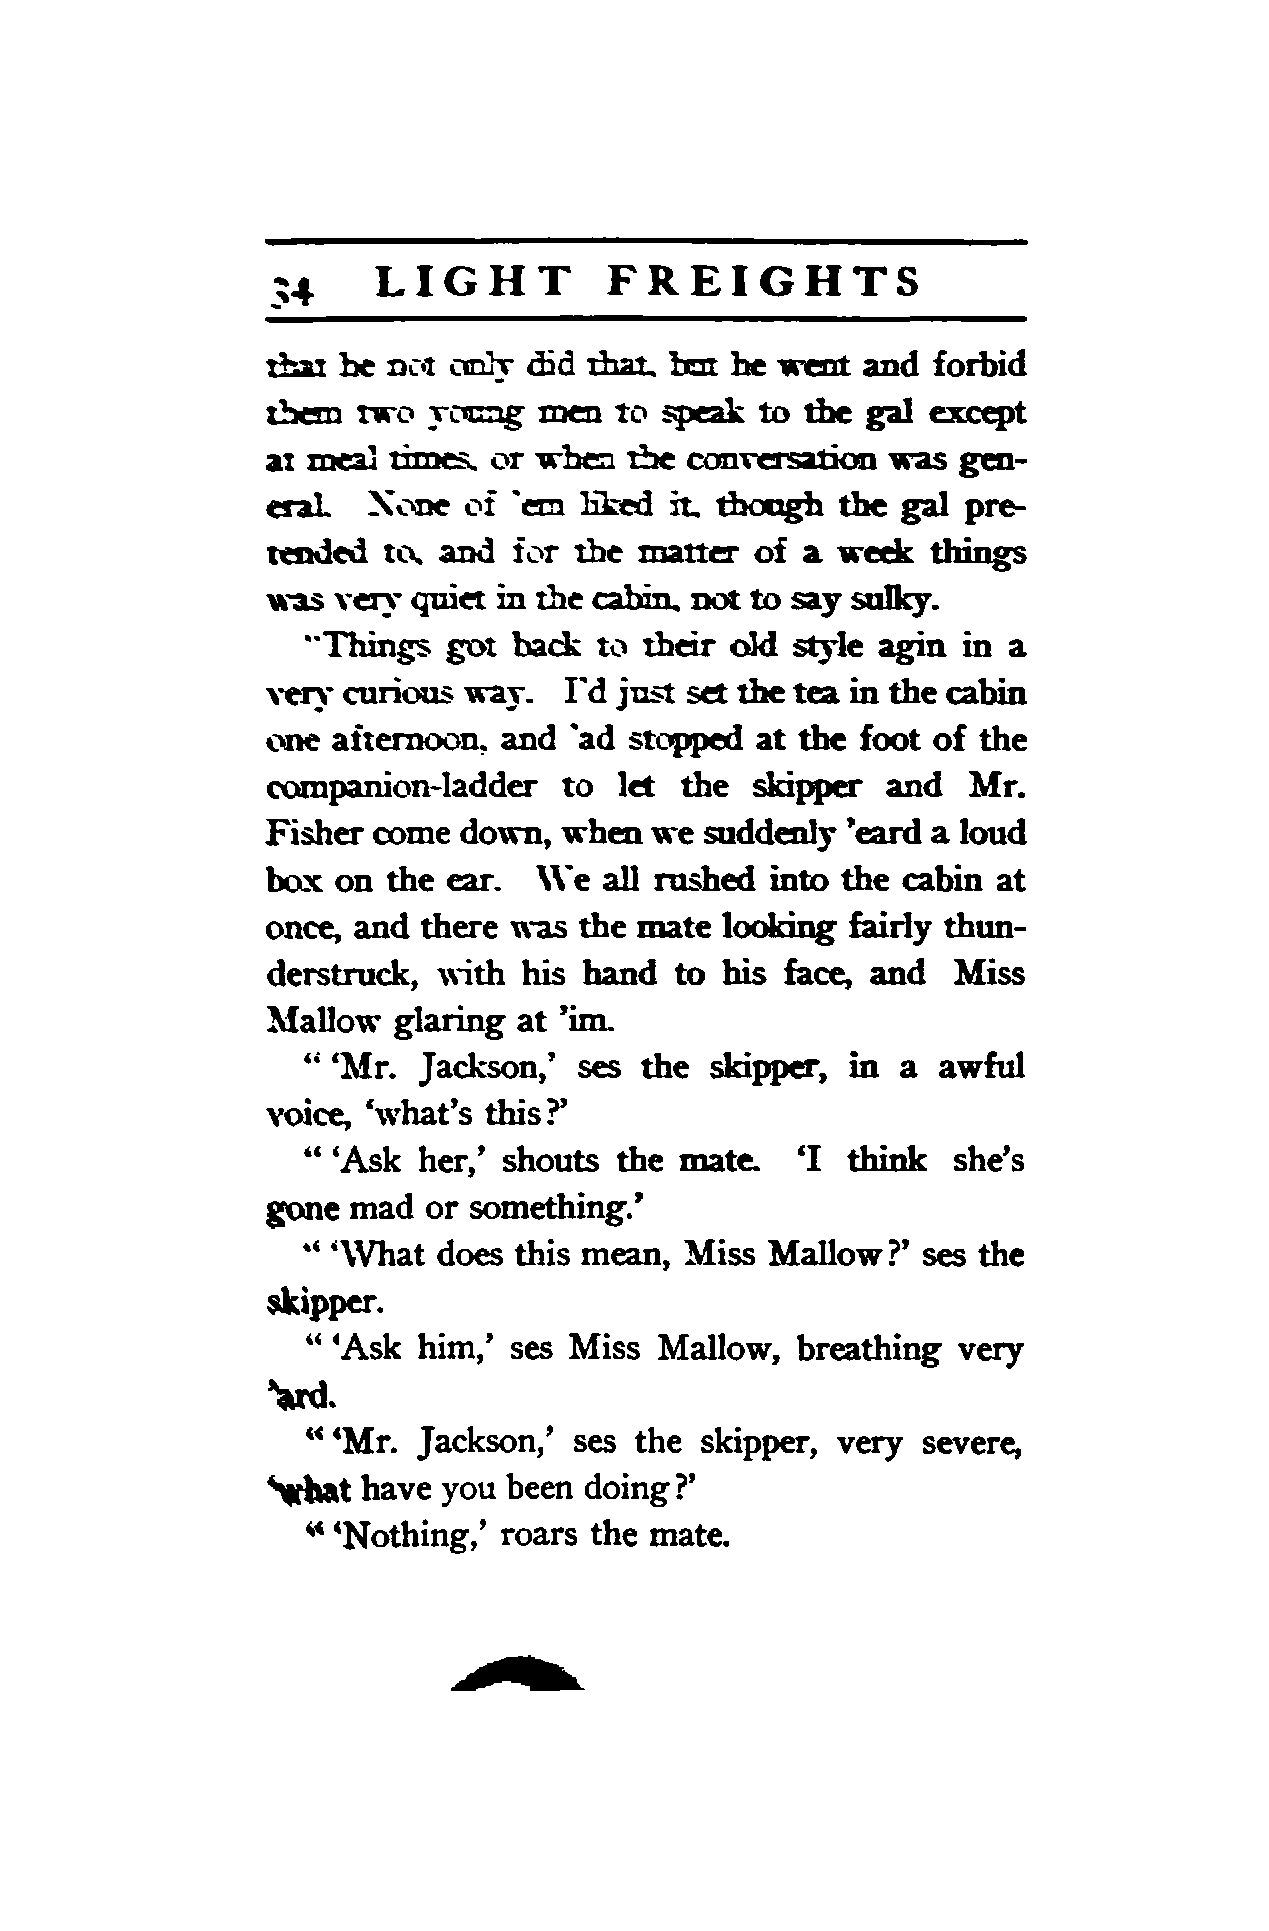 34 LIGHT FREIGHTS
that he not only did that, but he went and forbid
them two young men to speak to the gal except
at meal times, or when the conversation was gen-
eral. None of 'em liked it, though the gal pre-
tended to, and for the matter of a week things
was very quiet in the cabin, not to say sulky.
"Things got back to their old style agin in a
very curious way. I'd just set the tea in the cabin
one afternoon, and 'ad stopped at the foot of the
companion-ladder to let the skipper and Mr.
Fisher come down, when we suddenly 'eard a loud
box on the ear. We all rushed into the cabin at
once, and there was the mate looking fairly thun-
derstruck, with his hand to his face, and Miss
Mallow glaring at 'im.
" 'Mr. Jackson,' ses the skipper, in a awful
voice, 'what's this?'
" 'Ask her,' shouts the mate. 'I think she's
gone mad or something.'
" 'What does this mean, Miss Mallow?' ses the
skipper.
" 'Ask him,' ses Miss Mallow, breathing very
'ard.
" 'Mr. Jackson,' ses the skipper, very severe,
'what have you been doing?'
" 'Nothing,' roars the mate.